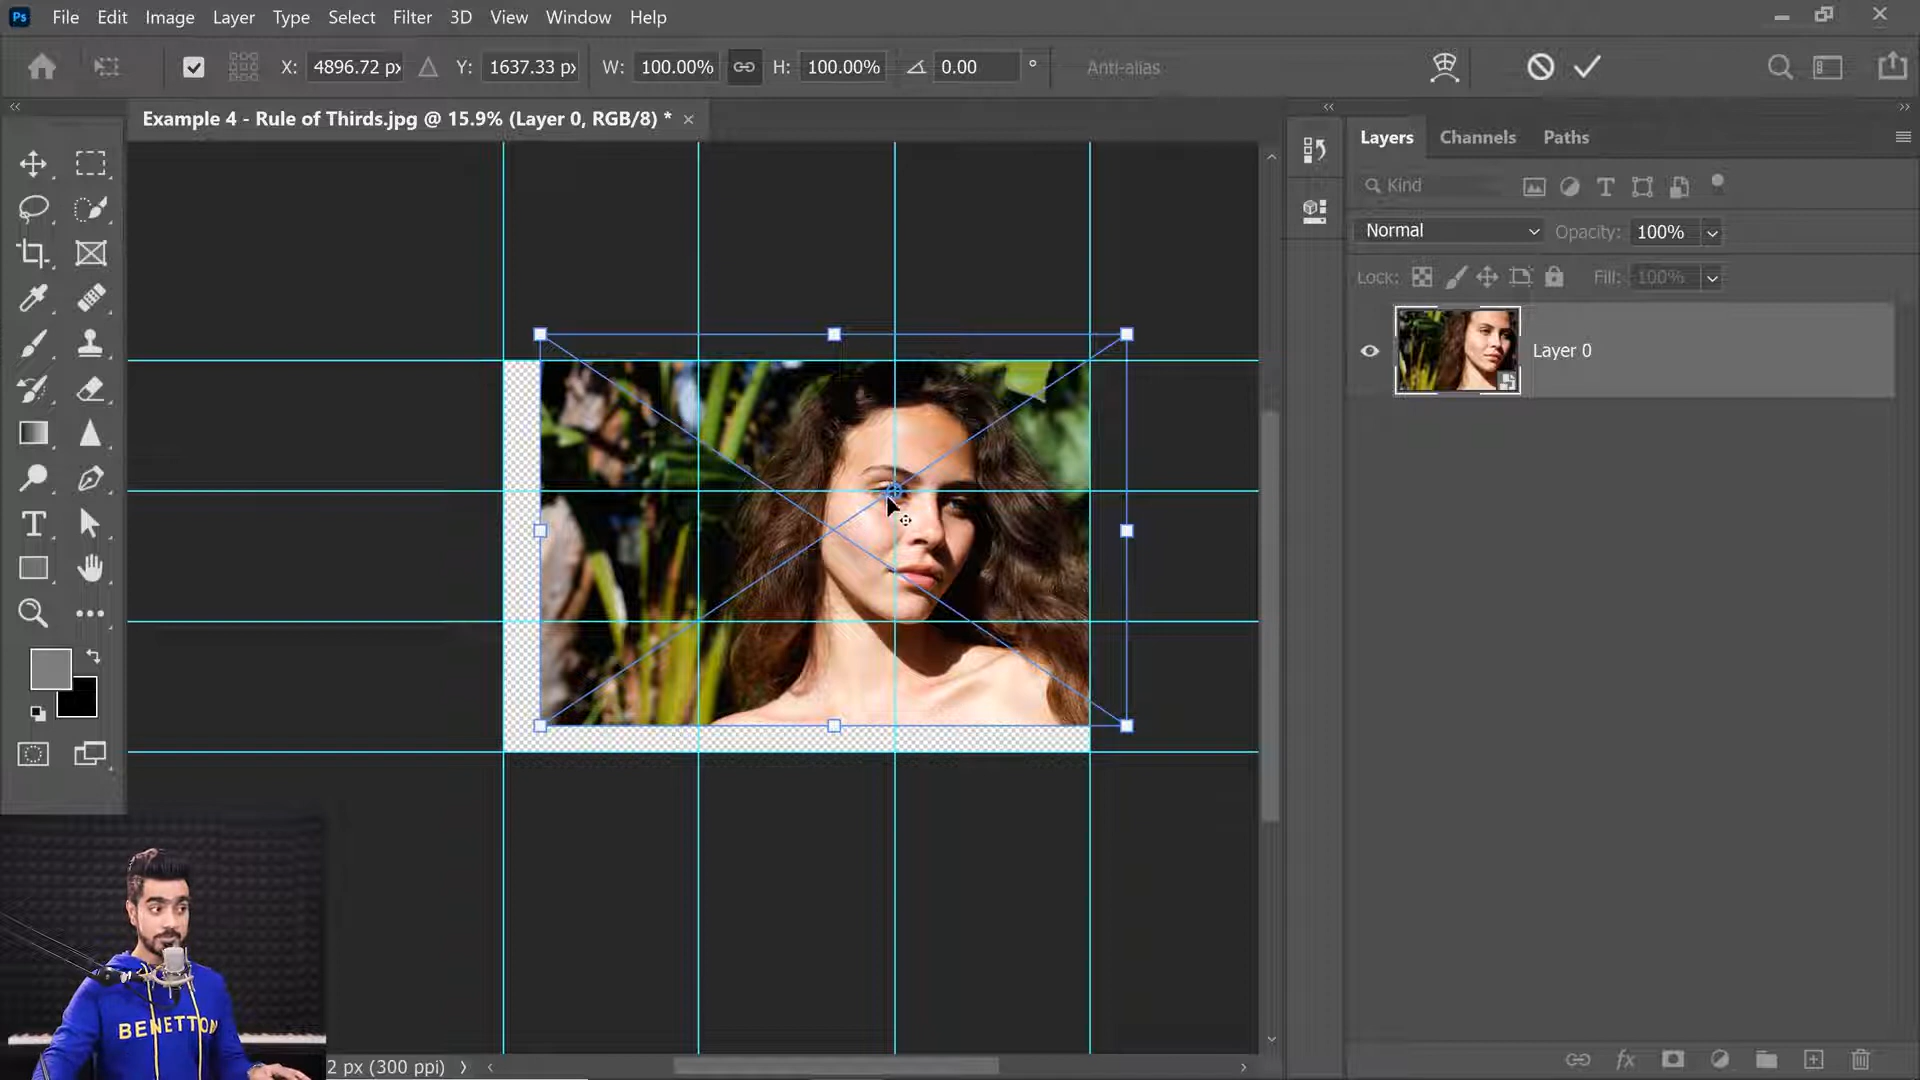 Ps File Edit Image Layer Type Select Filter 3D View Window Help
X: 4896.72 px Y: 1637.33 px W: 100.00% H: 100.00% 0.00 ° Anti-alias
Example 4 - Rule of Thirds.jpg @ 15.9% (Layer 0, RGB/8) * ×
Layers Channels Paths
Kind
Normal Opacity: 100%
Lock: Fill: 100%
Layer 0
BENETTON
2 px (300 ppi)
fx